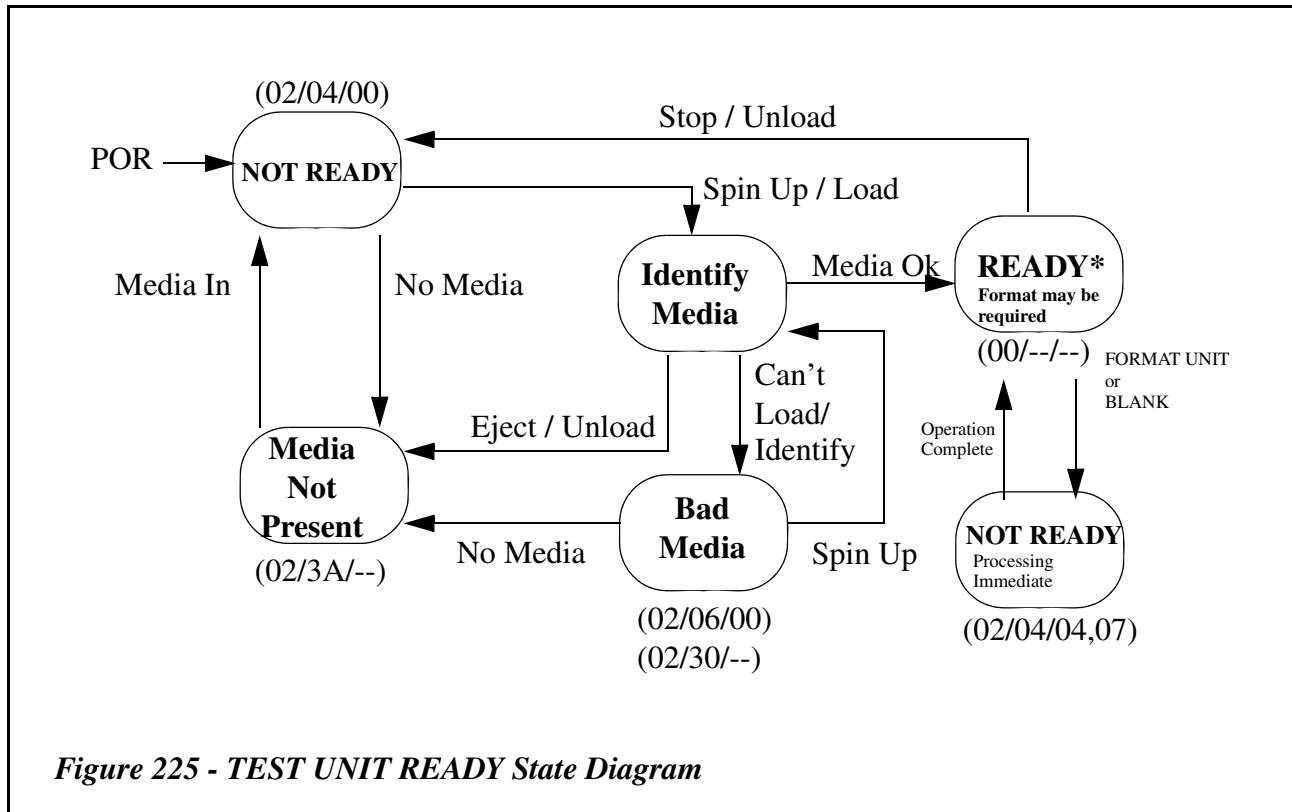 (02/04/00)
Stop / Unload
POR
NOT READY
Spin Up / Load
Media In
No Media
Identify
Media
Media Ok
READY*
Format may be
required
(00/--/--)
FORMAT UNIT
or
BLANK
Can't
Load/
Identify
Eject / Unload
Operation
Complete
Media
Not
Present
(02/3A/--)
No Media
Bad
Media
Spin Up
NOT READY
Processing
Immediate
(02/04/04,07)
(02/06/00)
(02/30/--)
Figure 225 - TEST UNIT READY State Diagram